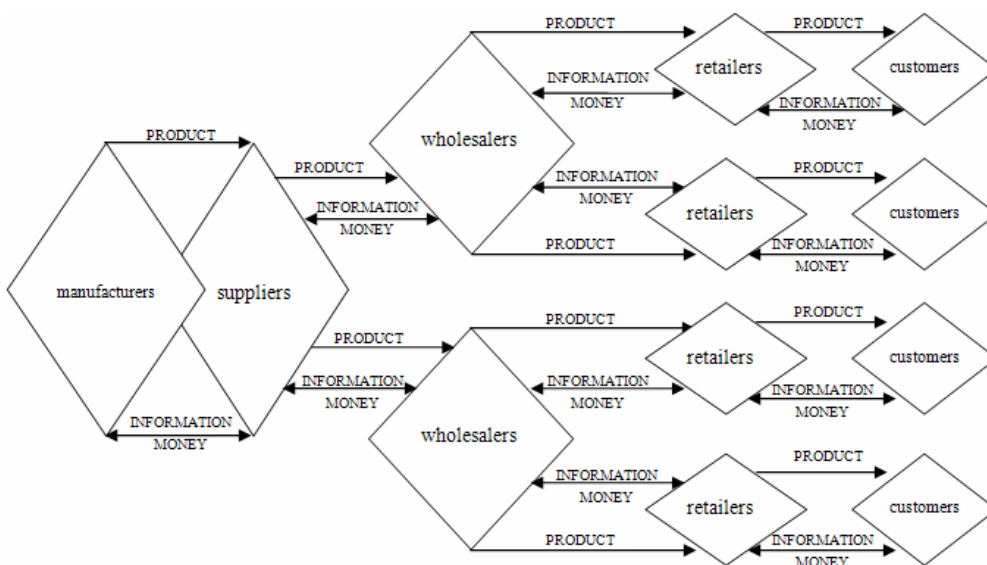 PRODUCT
PRODUCT
retailers
customers
INFORMATION
MONEY
INFORMATION
MONEY
wholesalers
PRODUCT
PRODUCT
PRODUCT
INFORMATION
MONEY
INFORMATION
MONEY
retailers
customers
PRODUCT
INFORMATION
MONEY
manufacturers
suppliers
PRODUCT
PRODUCT
PRODUCT
retailers
customers
INFORMATION
MONEY
INFORMATION
MONEY
INFORMATION
MONEY
INFORMATION
MONEY
wholesalers
PRODUCT
INFORMATION
MONEY
retailers
customers
PRODUCT
INFORMATION
MONEY